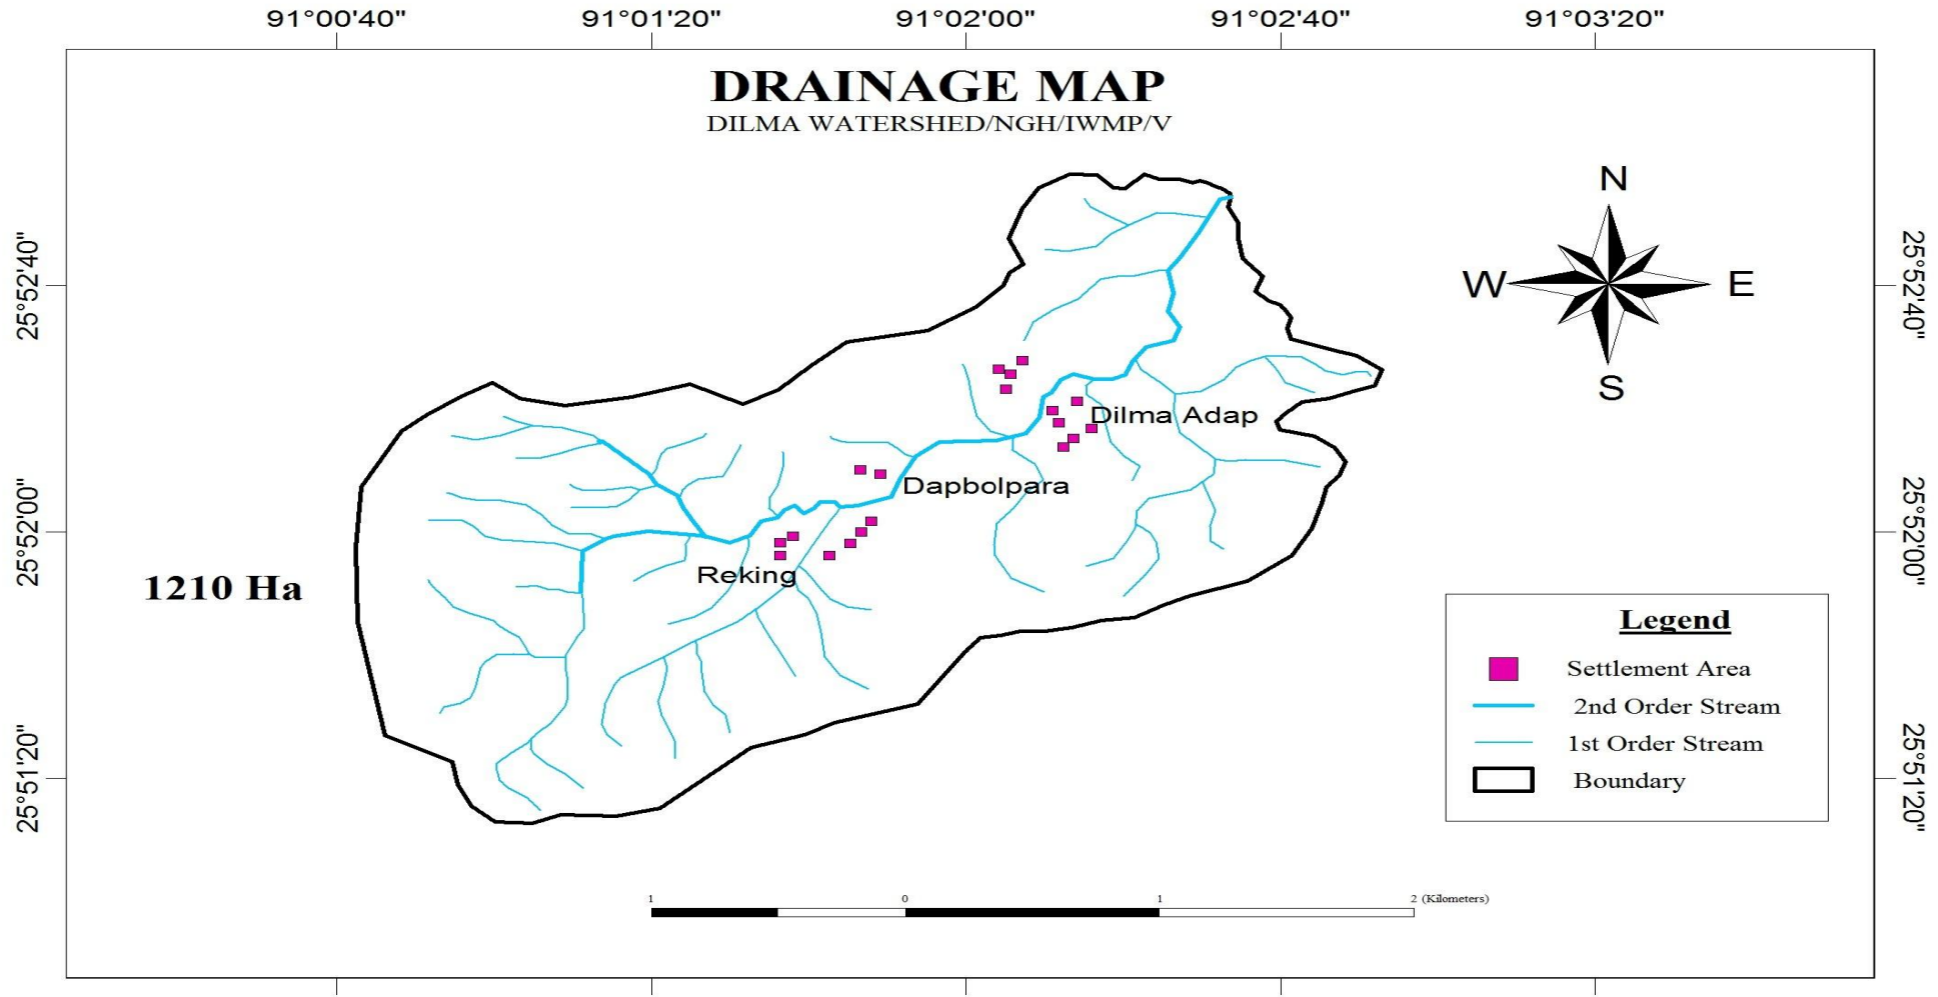 91°00'40" 91°01'20" 91°02'00" 91°02'40" 91°03'20"
DRAINAGE MAP
DILMA WATERSHED/NGH/IWMP/V
N
W E
S
25°52'40" 25°52'40"
Dilma Adap
Dapbolpara
25°52'00" 25°52'00"
Reking
1210 Ha
Legend
Settlement Area
2nd Order Stream
1st Order Stream
Boundary
25°51'20" 25°51'20"
1 0 1 2 (Kilometers)